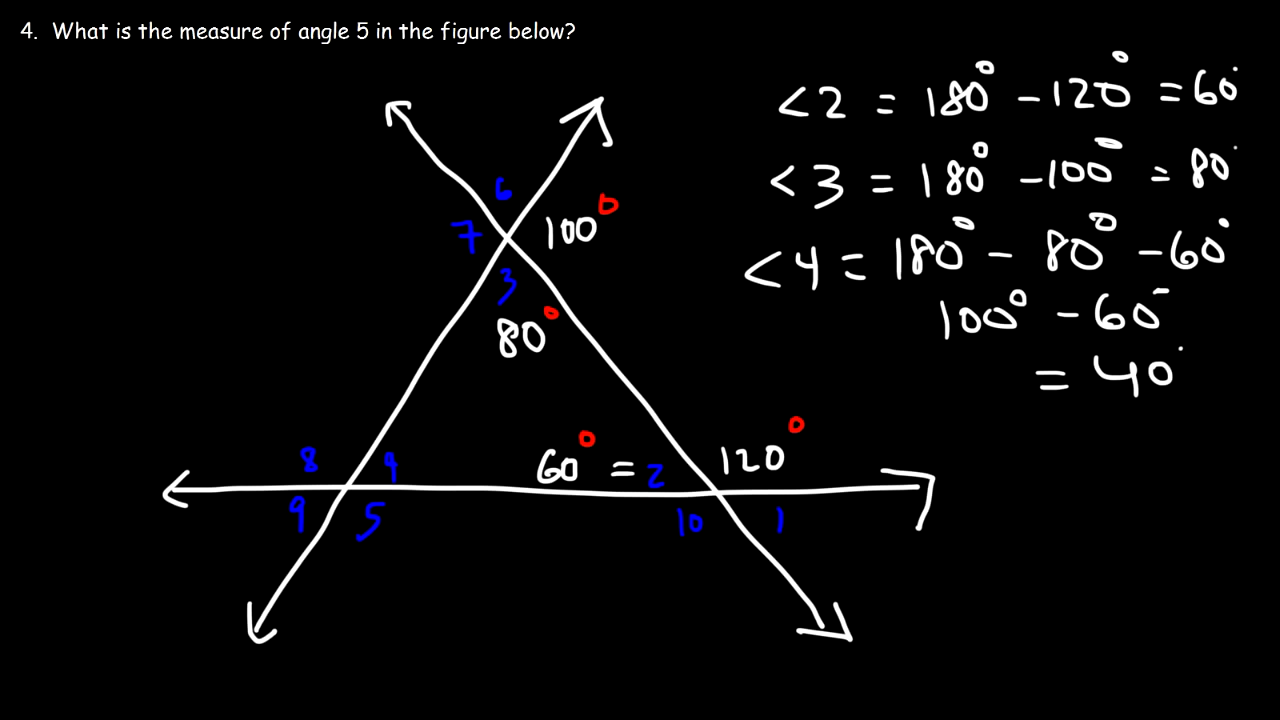 4. What is the measure of angle 5 in the figure below?
<2 = 180° - 120° = 60°
<3 = 180° - 100° = 80°
<4 = 180° - 80° - 60°
100° - 60°
= 40°
6
7 100°
3
80°
8 4 60° = 2 120°
9 5 10 1